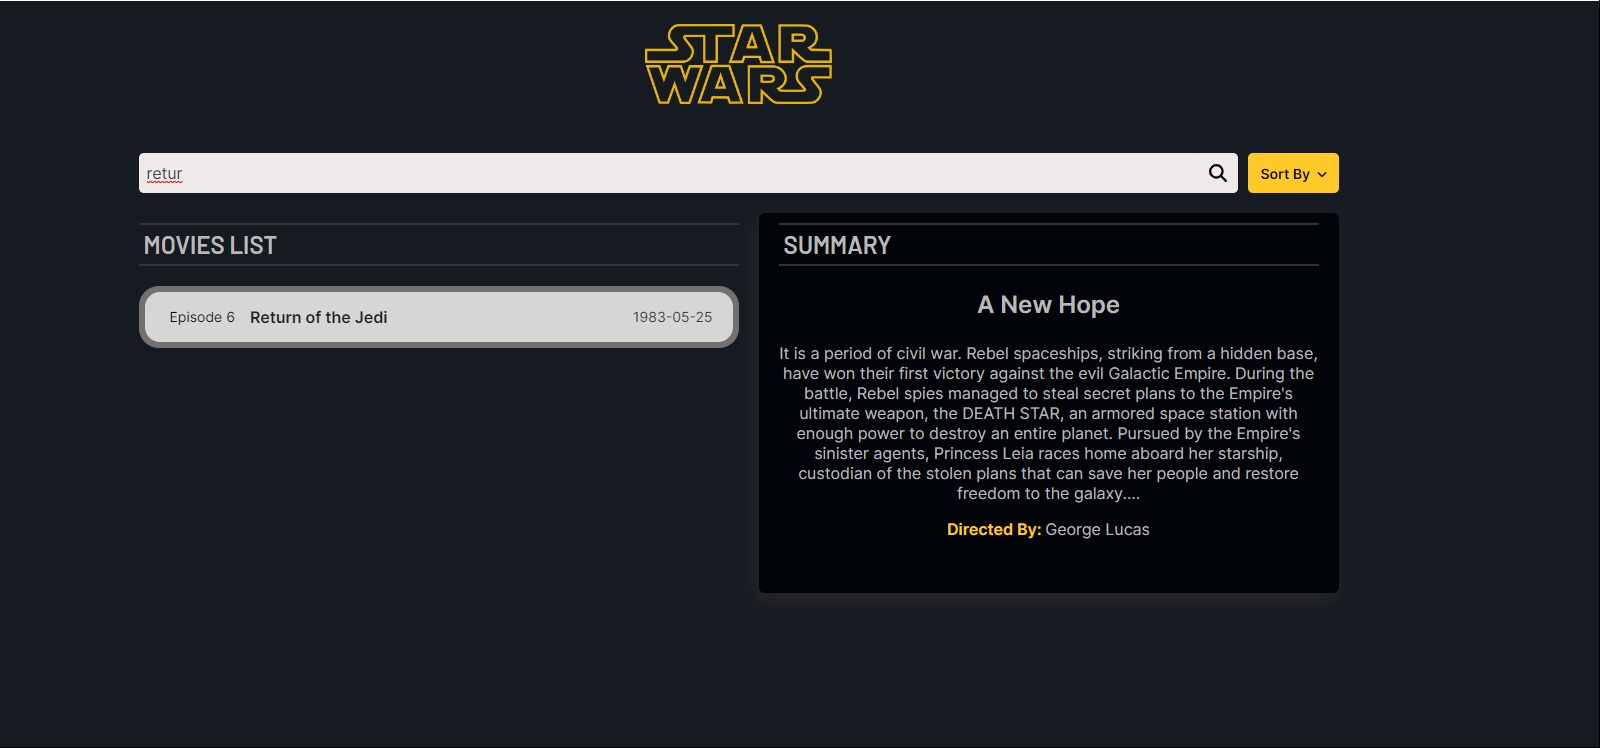 STAR
WARS
retur
Sort By
MOVIES LIST
Episode 6 Return of the Jedi 1983-05-25
SUMMARY
A New Hope
It is a period of civil war. Rebel spaceships, striking from a hidden base,
have won their first victory against the evil Galactic Empire. During the
battle, Rebel spies managed to steal secret plans to the Empire's
ultimate weapon, the DEATH STAR, an armored space station with
enough power to destroy an entire planet. Pursued by the Empire's
sinister agents, Princess Leia races home aboard her starship,
custodian of the stolen plans that can save her people and restore
freedom to the galaxy....
Directed By: George Lucas